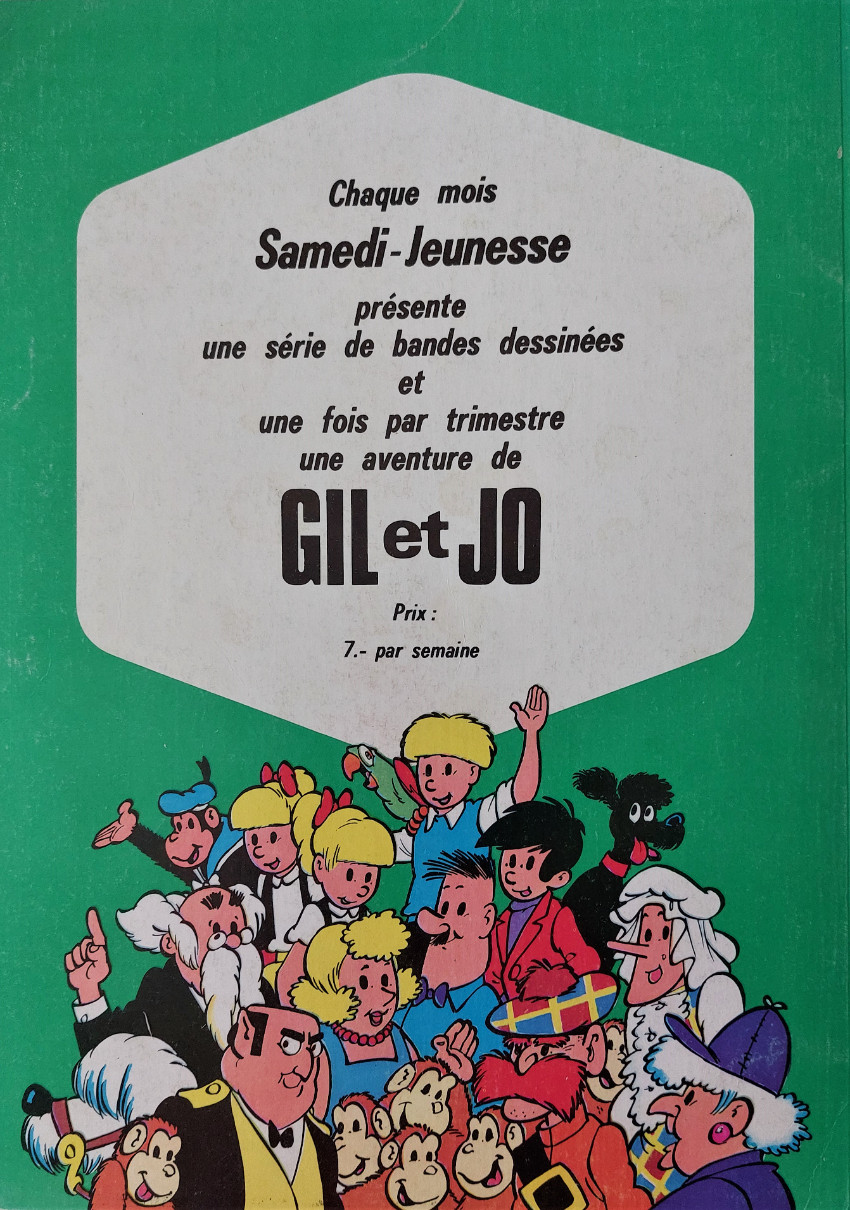 Chaque mois
Samedi-Jeunesse
présente
une série de bandes dessinées
et
une fois par trimestre
une aventure de
GIL et JO
Prix :
7.- par semaine